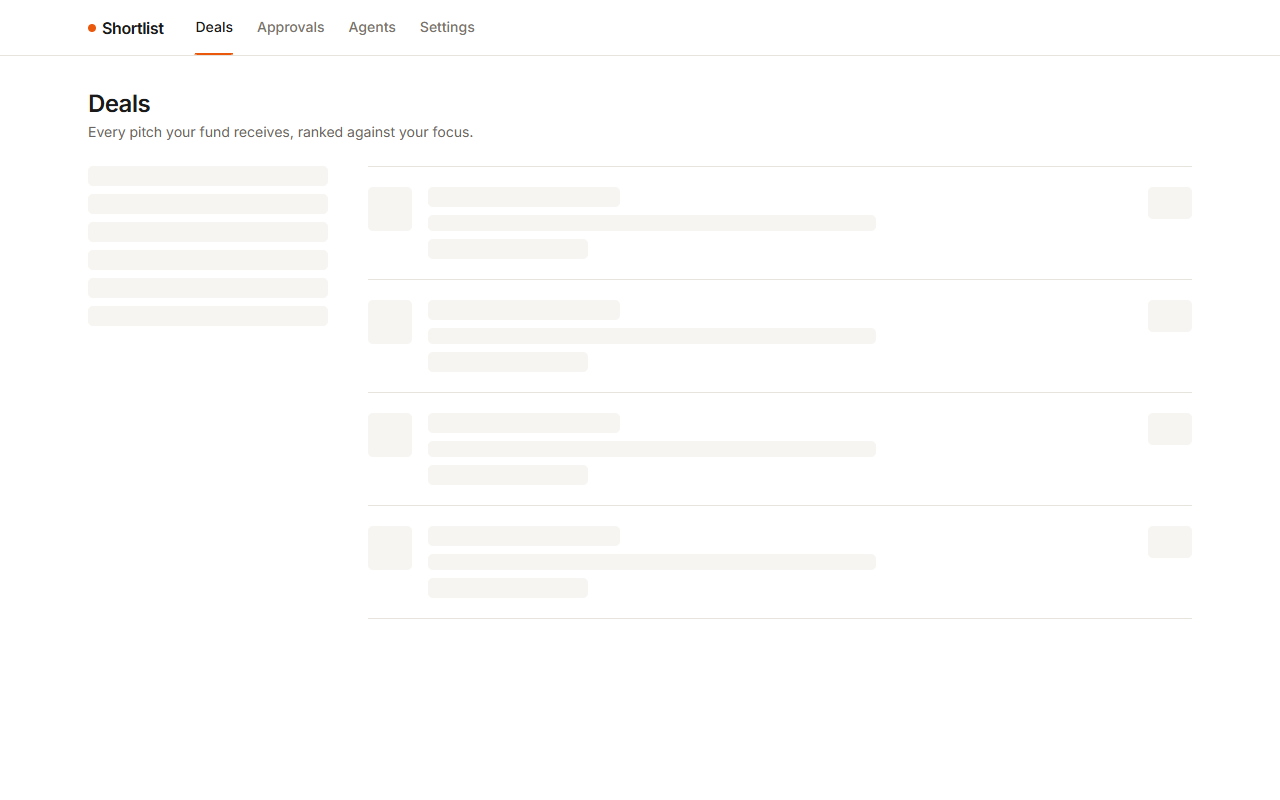 Shortlist Deals Approvals Agents Settings
Deals
Every pitch your fund receives, ranked against your focus.